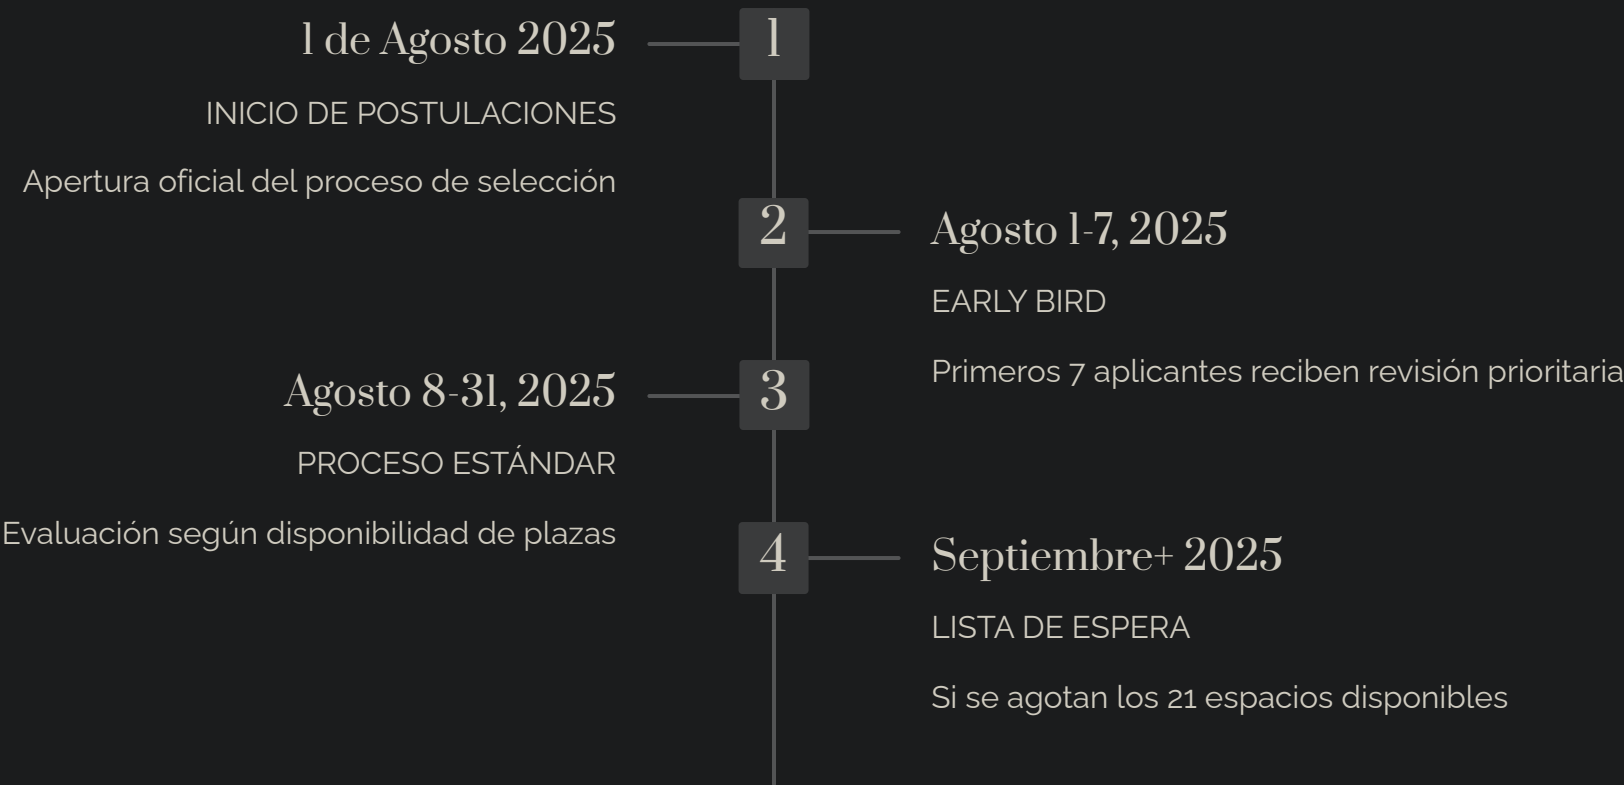 1 de Agosto 2025
1
INICIO DE POSTULACIONES
Apertura oficial del proceso de selección
2
Agosto 1-7, 2025
EARLY BIRD
Primeros 7 aplicantes reciben revisión prioritaria
Agosto 8-31, 2025
3
PROCESO ESTÁNDAR
Evaluación según disponibilidad de plazas
4
Septiembre+ 2025
LISTA DE ESPERA
Si se agotan los 21 espacios disponibles